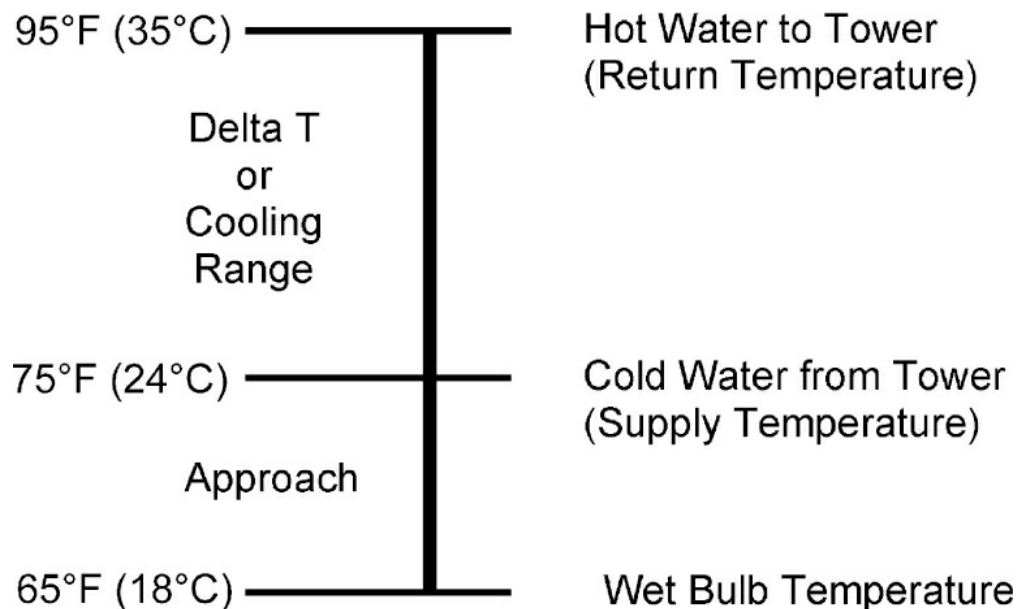 95°F (35°C)
Hot Water to Tower
(Return Temperature)
Delta T
or
Cooling
Range
75°F (24°C)
Cold Water from Tower
(Supply Temperature)
Approach
65°F (18°C)
Wet Bulb Temperature